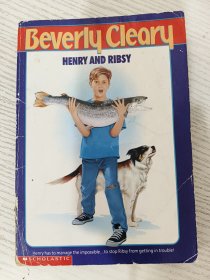 Beverly Cleary
HENRY AND RIBSY
Henry has to manage the impossible... to stop Ribsy from getting in trouble!
SCHOLASTIC